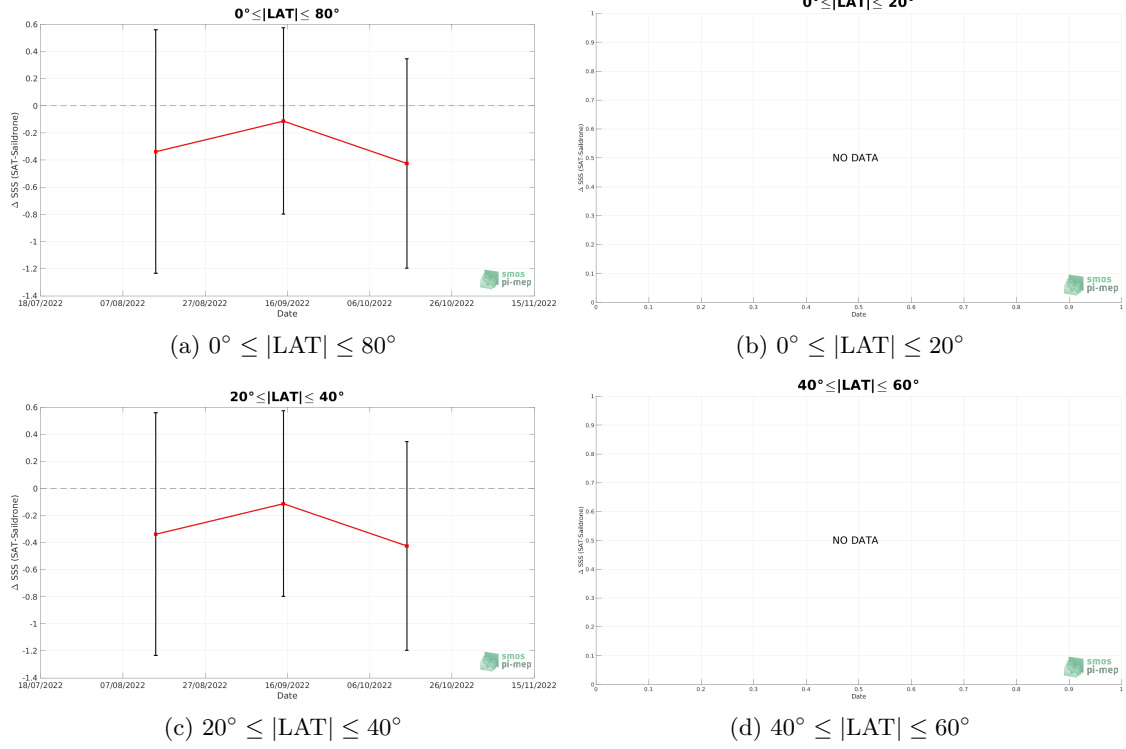 0°≤|LAT|≤ 80°
0.6
0.4
0.2
0
-0.2
-0.4
-0.6
-0.8
-1
-1.2
-1.4
Δ SSS (SAT-Saildrone)
18/07/2022 07/08/2022 27/08/2022 16/09/2022 06/10/2022 26/10/2022 15/11/2022
Date
smos
pi-mep
(a) 0° ≤ |LAT| ≤ 80°
0°≤|LAT|≤ 20°
1
0.9
0.8
0.7
0.6
0.5
0.4
0.3
0.2
0.1
0
Δ SSS (SAT-Saildrone)
NO DATA
0 0.1 0.2 0.3 0.4 0.5 0.6 0.7 0.8 0.9 1
Date
smos
pi-mep
(b) 0° ≤ |LAT| ≤ 20°
20°≤|LAT|≤ 40°
0.6
0.4
0.2
0
-0.2
-0.4
-0.6
-0.8
-1
-1.2
-1.4
Δ SSS (SAT-Saildrone)
18/07/2022 07/08/2022 27/08/2022 16/09/2022 06/10/2022 26/10/2022 15/11/2022
Date
smos
pi-mep
(c) 20° ≤ |LAT| ≤ 40°
40°≤|LAT|≤ 60°
1
0.9
0.8
0.7
0.6
0.5
0.4
0.3
0.2
0.1
0
Δ SSS (SAT-Saildrone)
NO DATA
0 0.1 0.2 0.3 0.4 0.5 0.6 0.7 0.8 0.9 1
Date
smos
pi-mep
(d) 40° ≤ |LAT| ≤ 60°